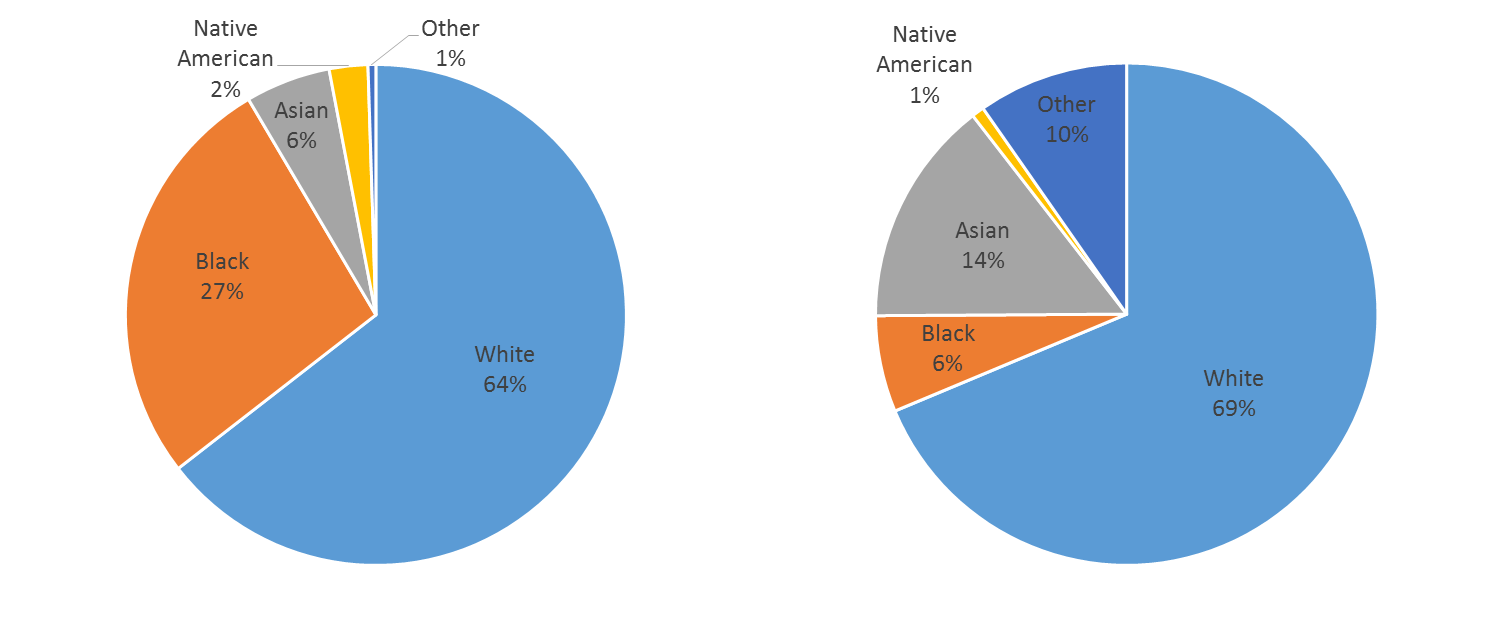 Native
American
2%
Other
1%
Asian
6%
Black
27%
White
64%
Native
American
1%
Other
10%
Asian
14%
Black
6%
White
69%